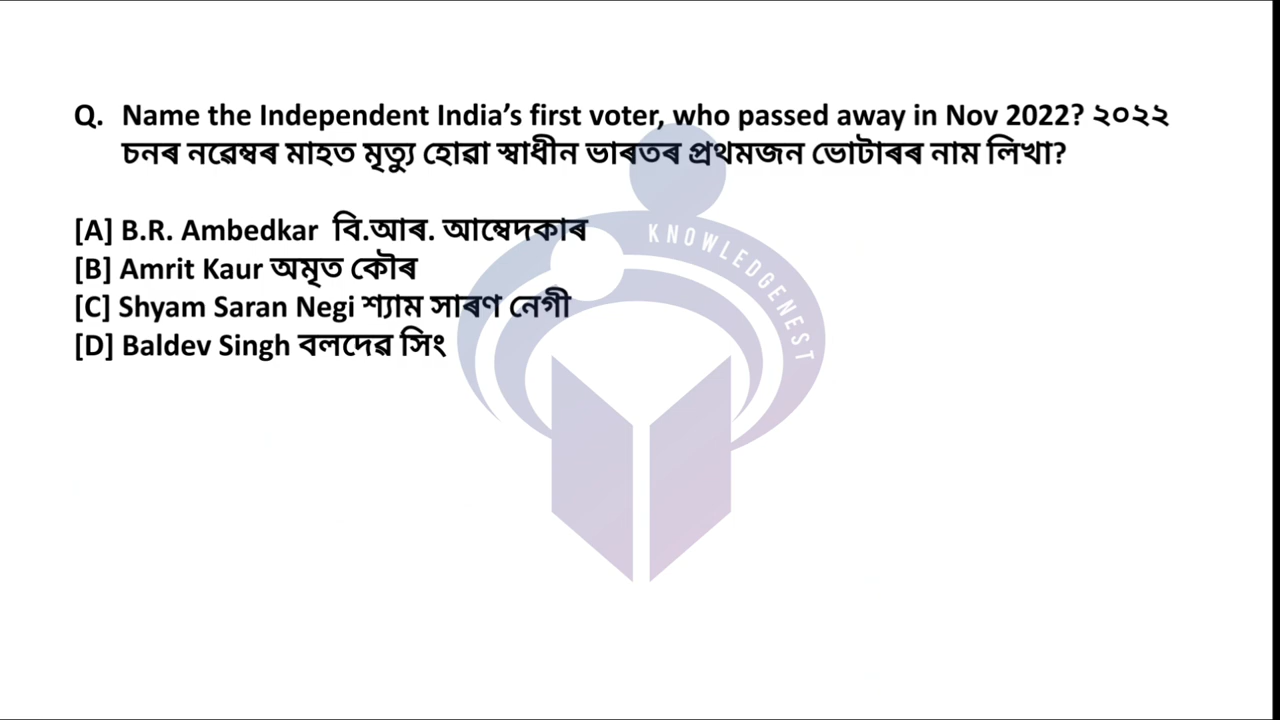 Q. Name the Independent India’s first voter, who passed away in Nov 2022? ২০২২
চনৰ নৱেম্বৰ মাহত মৃত্যু হোৱা স্বাধীন ভাৰতৰ প্ৰথমজন ভোটাৰৰ নাম লিখা?
[A] B.R. Ambedkar বি.আৰ. আম্বেদকাৰ
[B] Amrit Kaur অমৃত কৌৰ
[C] Shyam Saran Negi শ্যাম সাৰণ নেগী
[D] Baldev Singh বলদেৱ সিং
KNOWLEDGENEST